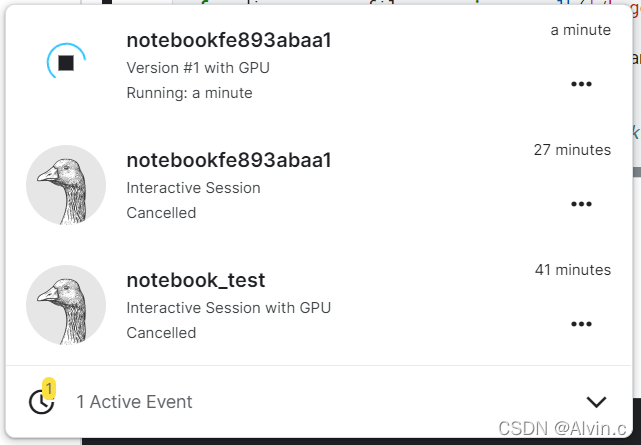 notebookfe893abaa1
a minute
Version #1 with GPU
Running: a minute
notebookfe893abaa1
27 minutes
Interactive Session
Cancelled
notebook_test
41 minutes
Interactive Session with GPU
Cancelled
1
1 Active Event
CSDN @Alvin.c